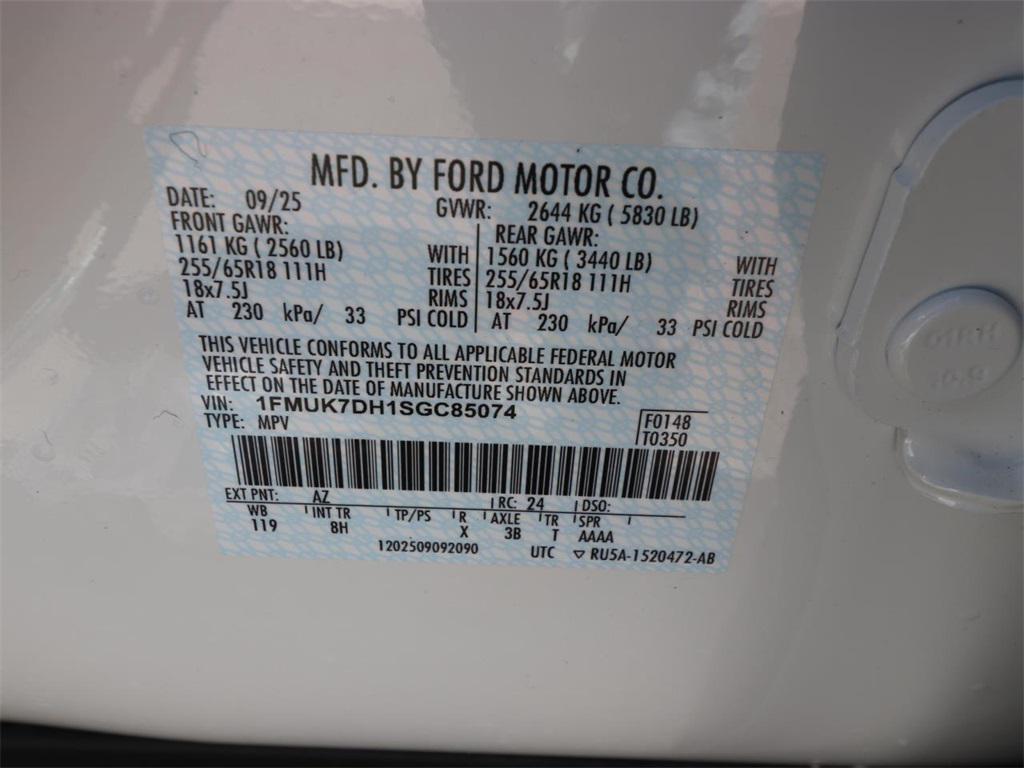 MFD. BY FORD MOTOR CO.
DATE: 09/25 GVWR: 2644 KG ( 5830 LB)
FRONT GAWR: REAR GAWR:
1161 KG ( 2560 LB) WITH 1560 KG ( 3440 LB) WITH
255/65R18 111H TIRES 255/65R18 111H TIRES
18x7.5J RIMS 18x7.5J RIMS
AT 230 kPa/ 33 PSI COLD AT 230 kPa/ 33 PSI COLD
THIS VEHICLE CONFORMS TO ALL APPLICABLE FEDERAL MOTOR
VEHICLE SAFETY AND THEFT PREVENTION STANDARDS IN
EFFECT ON THE DATE OF MANUFACTURE SHOWN ABOVE.
VIN: 1FMUK7DH1SGC85074 F0148
TYPE: MPV T0350
EXT PNT: AZ RC: 24 DSO:
WB INT TR TP/PS R AXLE TR SPR
119 8H X 3B T AAAA
1202509092090 UTC ▽ RU5A-1520472-AB